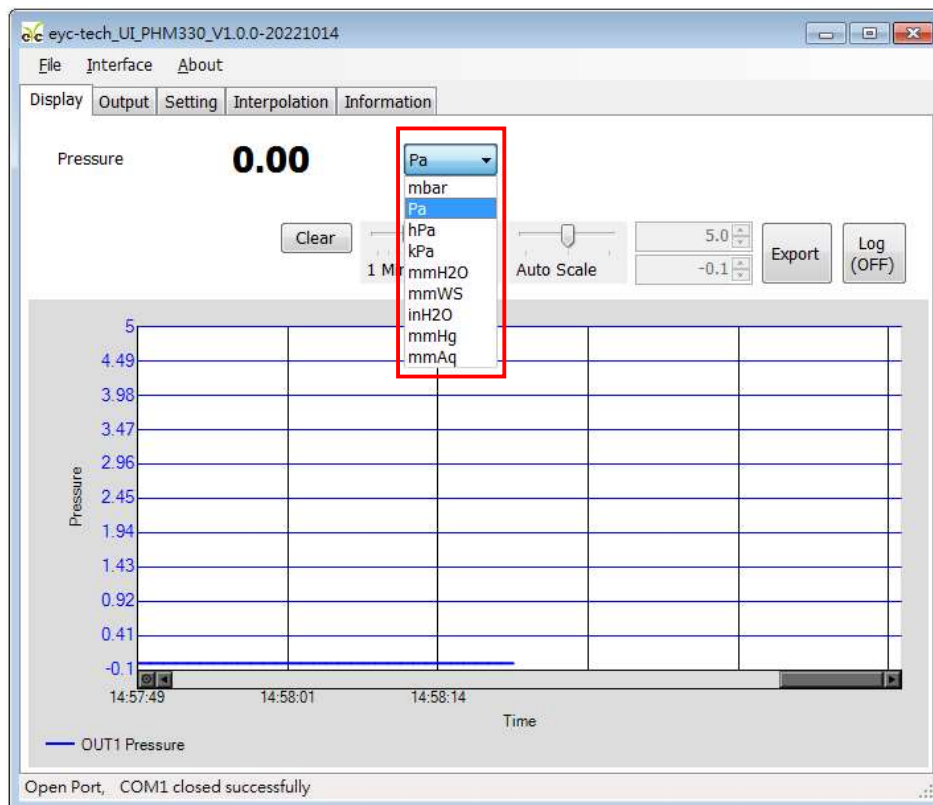 eyc-tech_UI_PHM330_V1.0.0-20221014
File Interface About
Display Output Setting Interpolation Information
Pressure 0.00 Pa
mbar
Pa
hPa
kPa
mmH2O
mmWS
inH2O
mmHg
mmAq
Clear
1 M
Auto Scale
5.0
-0.1
Export
Log
(OFF)
5
4.49
3.98
3.47
2.96
2.45
1.94
1.43
0.92
0.41
-0.1
Pressure
14:57:49 14:58:01 14:58:14
Time
OUT1 Pressure
Open Port, COM1 closed successfully